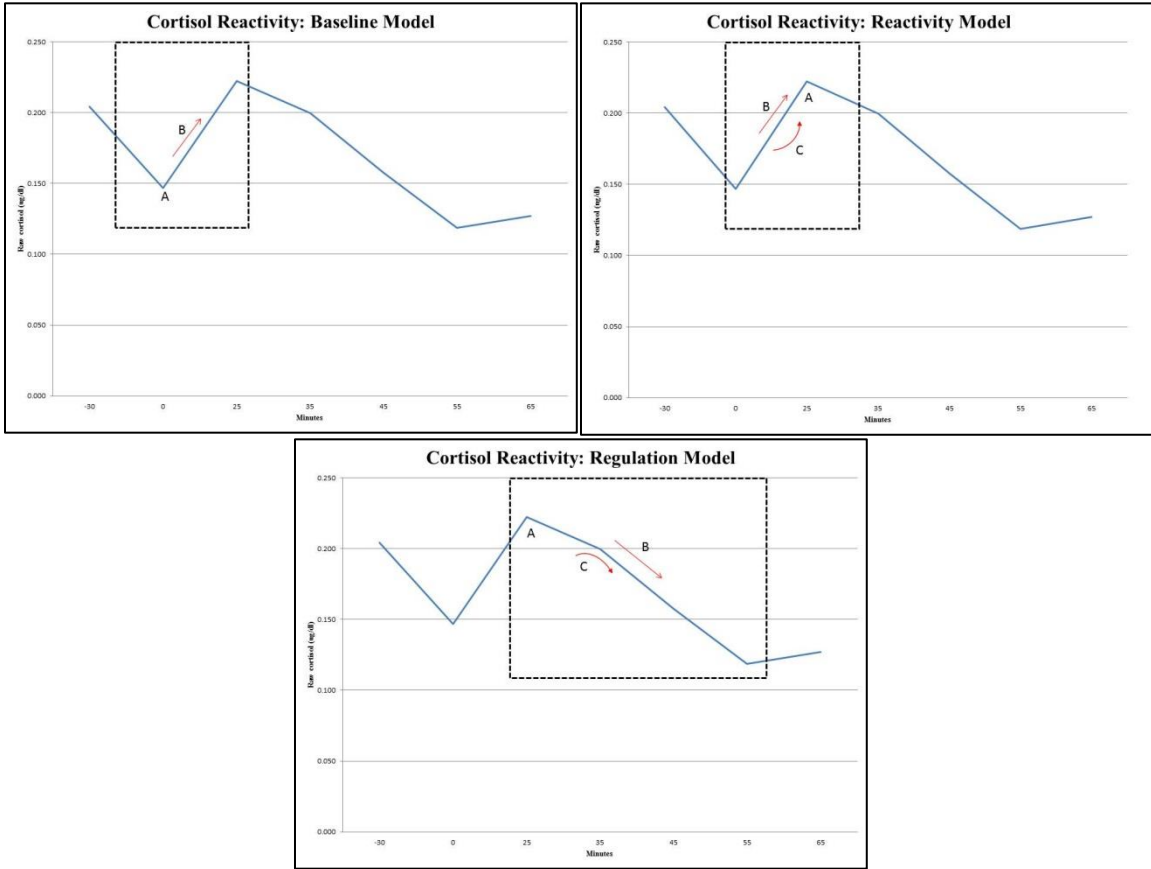 Cortisol Reactivity: Baseline Model
0.250
0.200
0.150
0.100
0.050
0.000
Raw cortisol (ug/dl)
B
A
-30 0 25 35 45 55 65
Minutes
Cortisol Reactivity: Reactivity Model
0.250
0.200
0.150
0.100
0.050
0.000
Raw cortisol (ug/dl)
B
A
C
-30 0 25 35 45 55 65
Minutes
Cortisol Reactivity: Regulation Model
0.250
0.200
0.150
0.100
0.050
0.000
Raw cortisol (ug/dl)
A
B
C
-30 0 25 35 45 55 65
Minutes